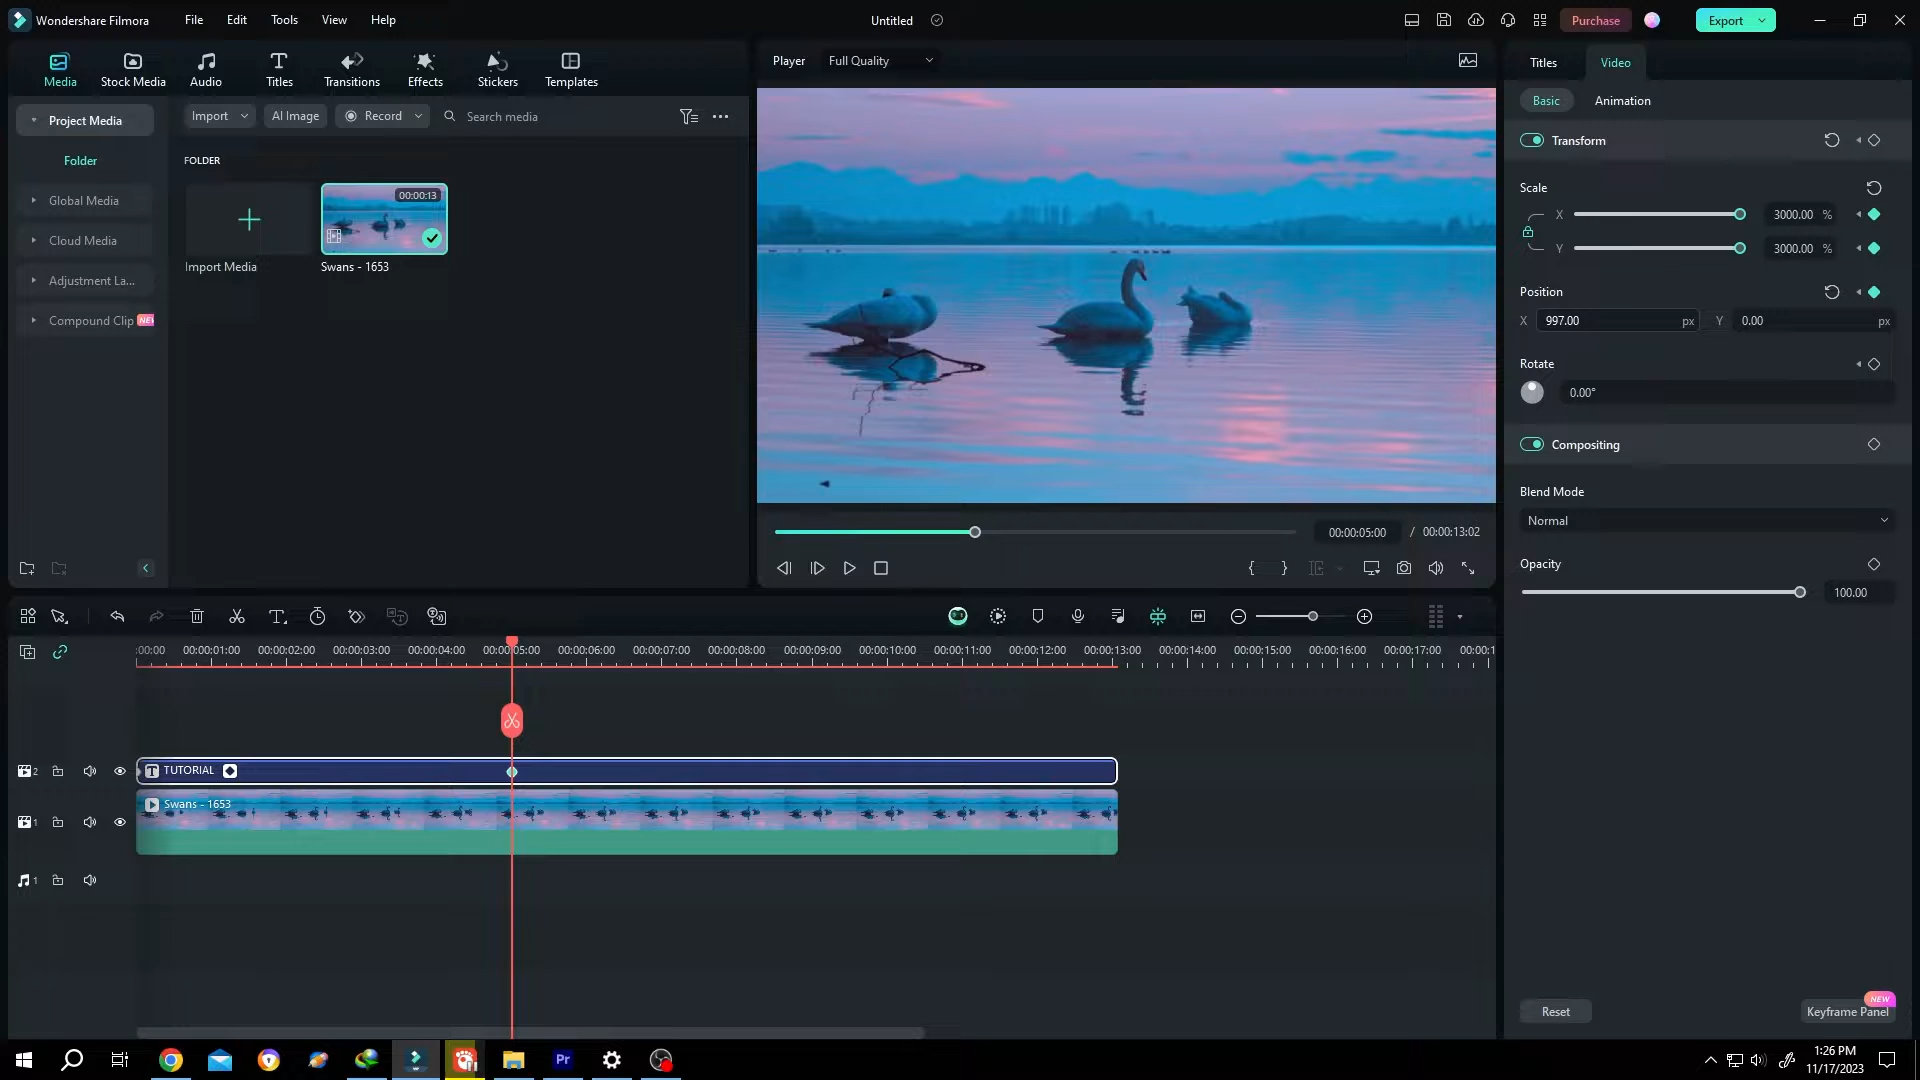 Wondershare Filmora File Edit Tools View Help Untitled Purchase Export
Media Stock Media Audio Titles Transitions Effects Stickers Templates
Player Full Quality
Titles Video
Project Media
Import AI Image Record Search media
Basic Animation
Folder
FOLDER
Transform
Global Media
00:00:13
Scale
Cloud Media
X 3000.00 %
Y 3000.00 %
Import Media Swans - 1653
Adjustment La...
Position
Compound Clip NEW
X 997.00 px Y 0.00 px
Rotate
0.00°
Compositing
Blend Mode
Normal
00:00:05:00 / 00:00:13:02
Opacity
100.00
:00:00 00:00:01:00 00:00:02:00 00:00:03:00 00:00:04:00 00:00:05:00 00:00:06:00 00:00:07:00 00:00:08:00 00:00:09:00 00:00:10:00 00:00:11:00 00:00:12:00 00:00:13:00 00:00:14:00 00:00:15:00 00:00:16:00 00:00:17:00 00:00:1
2 T TUTORIAL
Swans - 1653
1
1
NEW
Reset Keyframe Panel
Pr
1:26 PM
11/17/2023